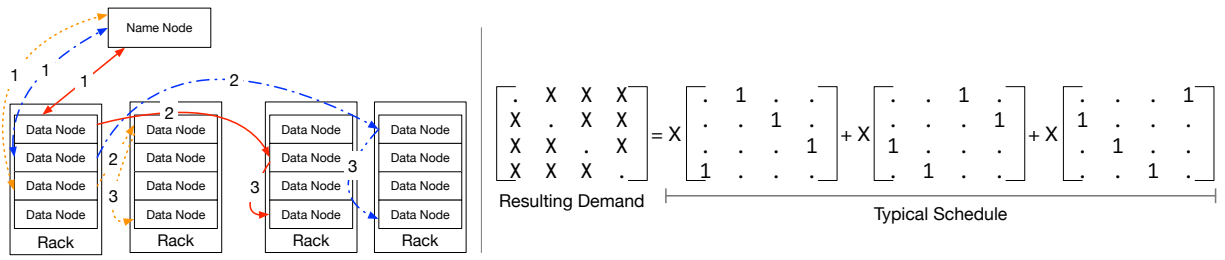 Name Node
1
1
1
2
2
2
3
3
3
Data Node Data Node Data Node Data Node
Data Node Data Node Data Node Data Node
Data Node Data Node Data Node Data Node
Data Node Data Node Data Node Data Node
Rack Rack Rack Rack
. X X X   . 1 . .   . . 1 .   . . . 1
X . X X   . . 1 .   . . . 1   1 . . .
= X + X + X
X X . X   . . . 1   1 . . .   . 1 . .
X X X .   1 . . .   . 1 . .   . . 1 .
Resulting Demand
Typical Schedule